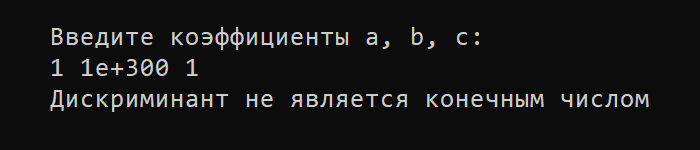 Введите коэффициенты a, b, c:
1 1e+300 1
Дискриминант не является конечным числом